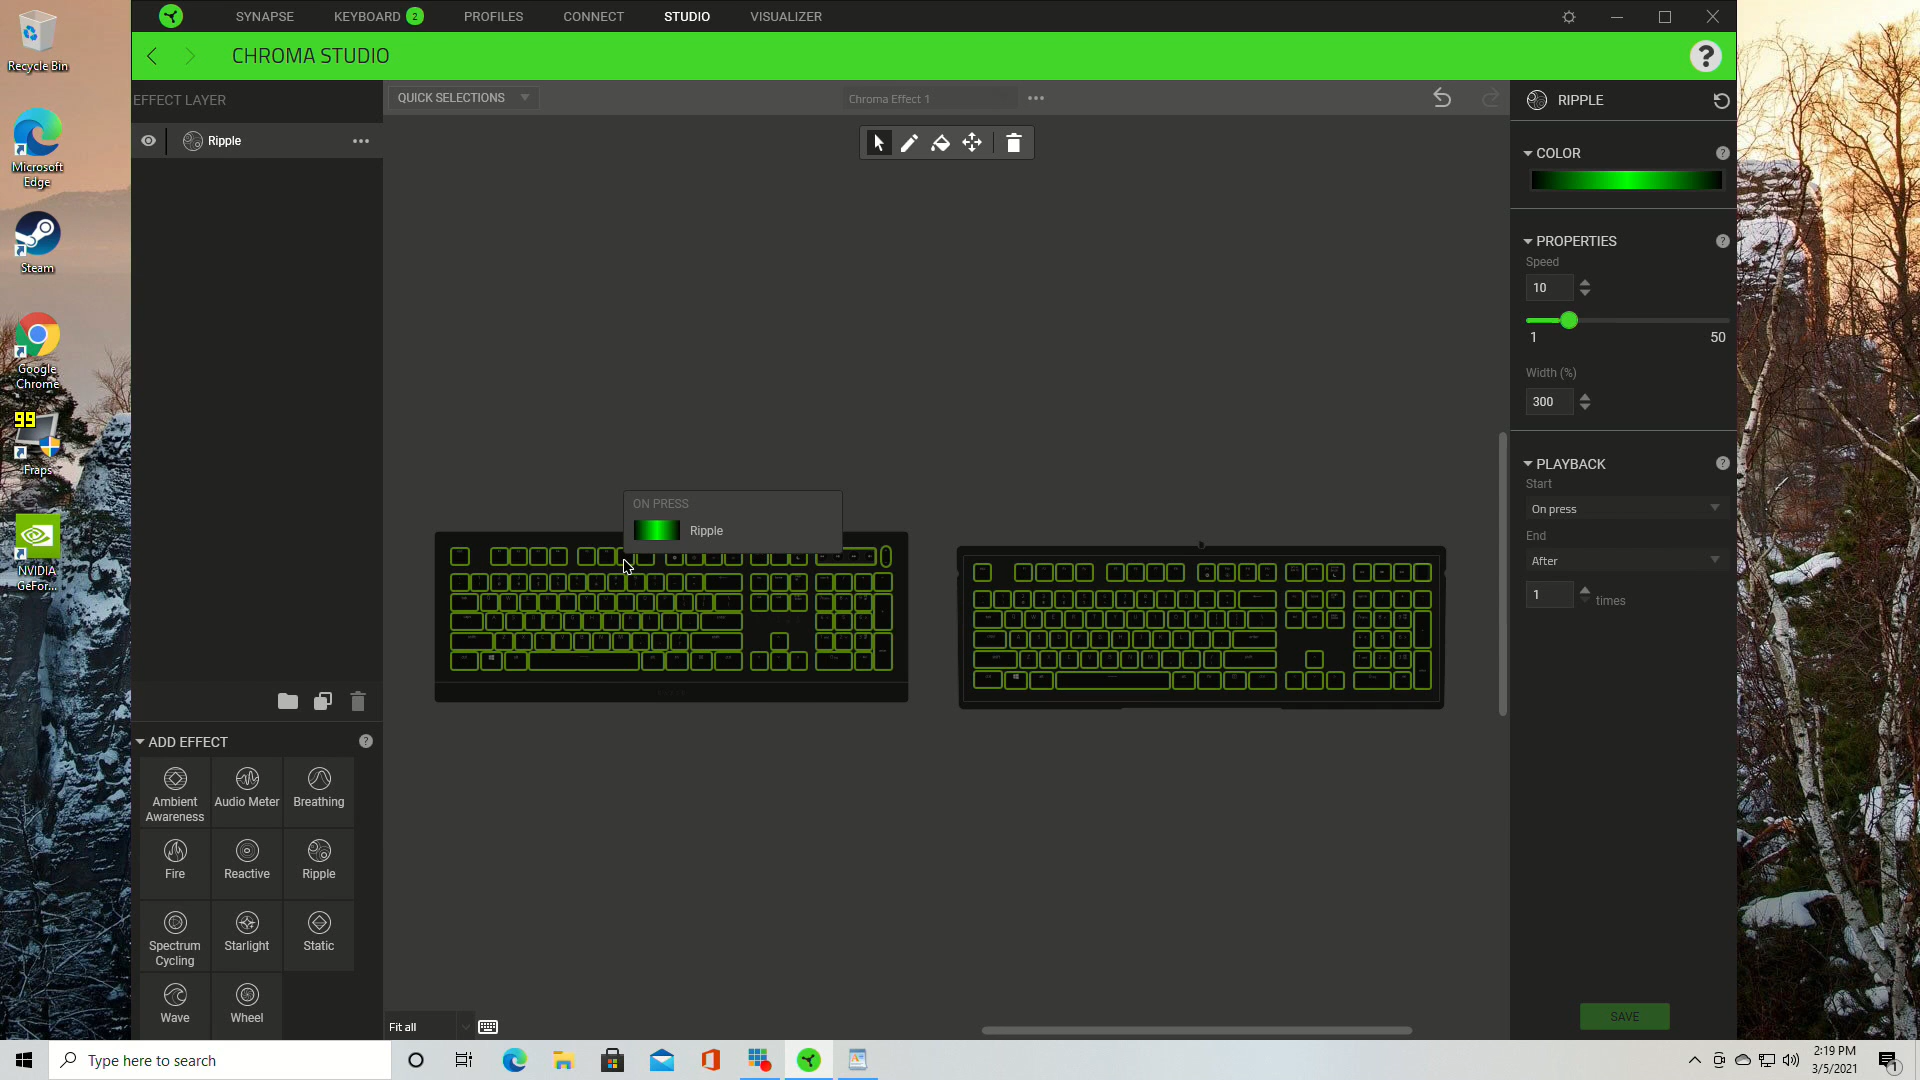 SYNAPSE
KEYBOARD 2
PROFILES
CONNECT
STUDIO
VISUALIZER
CHROMA STUDIO
?
Recycle Bin
Microsoft
Edge
Steam
Google
Chrome
99
Fraps
NVIDIA
GeFor...
EFFECT LAYER
Ripple
QUICK SELECTIONS
Chroma Effect 1
ON PRESS
Ripple
ADD EFFECT
?
Ambient
Awareness
Audio Meter
Breathing
Fire
Reactive
Ripple
Spectrum
Cycling
Starlight
Static
Wave
Wheel
Fit all
RIPPLE
COLOR
?
PROPERTIES
?
Speed
10
1
50
Width (%)
300
PLAYBACK
?
Start
On press
End
After
1
times
SAVE
Type here to search
2:19 PM
3/5/2021
1